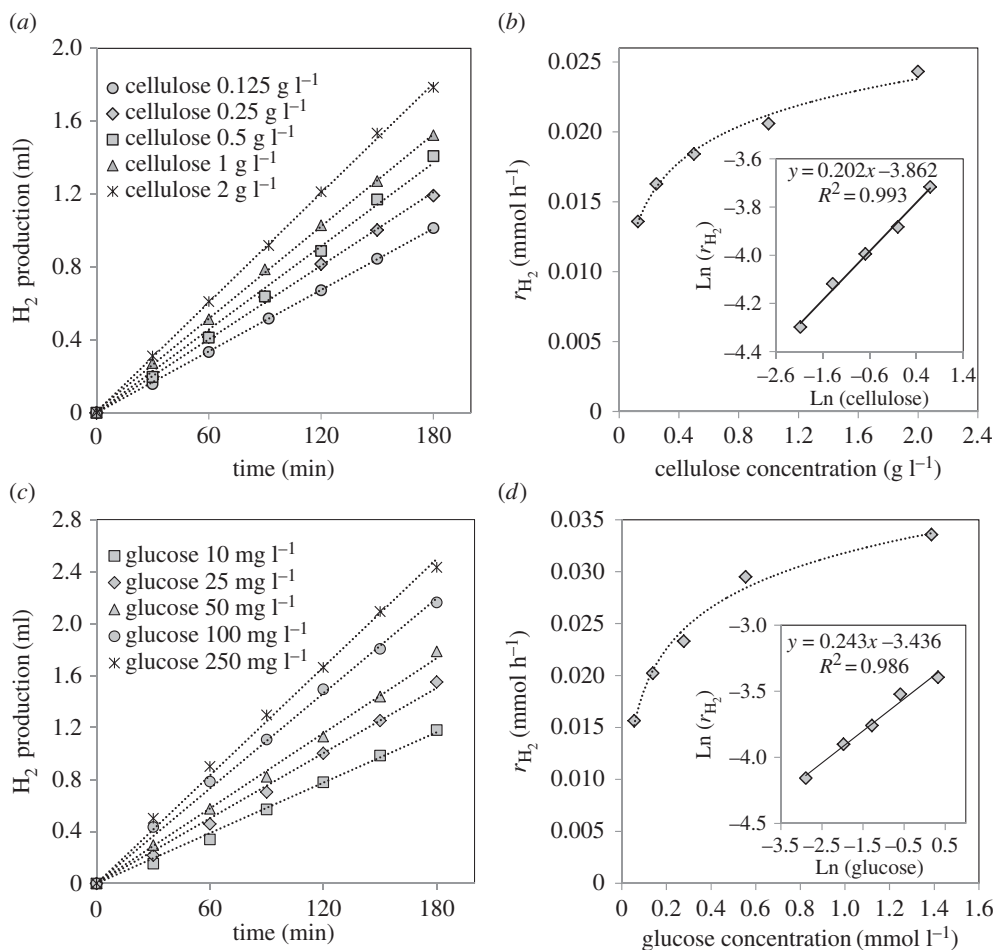 (a)
2.0
1.6
1.2
0.8
0.4
0
H₂ production (ml)
cellulose 0.125 g l⁻¹
cellulose 0.25 g l⁻¹
cellulose 0.5 g l⁻¹
cellulose 1 g l⁻¹
cellulose 2 g l⁻¹
0 60 120 180
time (min)
(b)
0.025
0.020
0.015
0.010
0.005
0
r_H₂ (mmol h⁻¹)
−3.6
−3.8
−4.0
−4.2
−4.4
Ln (r_H₂)
y = 0.202x −3.862
R² = 0.993
−2.6 −1.6 −0.6 0.4 1.4
Ln (cellulose)
0 0.4 0.8 1.2 1.6 2.0 2.4
cellulose concentration (g l⁻¹)
(c)
2.8
2.4
2.0
1.6
1.2
0.8
0.4
0
H₂ production (ml)
glucose 10 mg l⁻¹
glucose 25 mg l⁻¹
glucose 50 mg l⁻¹
glucose 100 mg l⁻¹
glucose 250 mg l⁻¹
0 60 120 180
time (min)
(d)
0.035
0.030
0.025
0.020
0.015
0.010
0.005
0
r_H₂ (mmol h⁻¹)
−3.0
−3.5
−4.0
−4.5
Ln (r_H₂)
y = 0.243x −3.436
R² = 0.986
−3.5 −2.5 −1.5 −0.5 0.5
Ln (glucose)
0 0.2 0.4 0.6 0.8 1.0 1.2 1.4 1.6
glucose concentration (mmol l⁻¹)